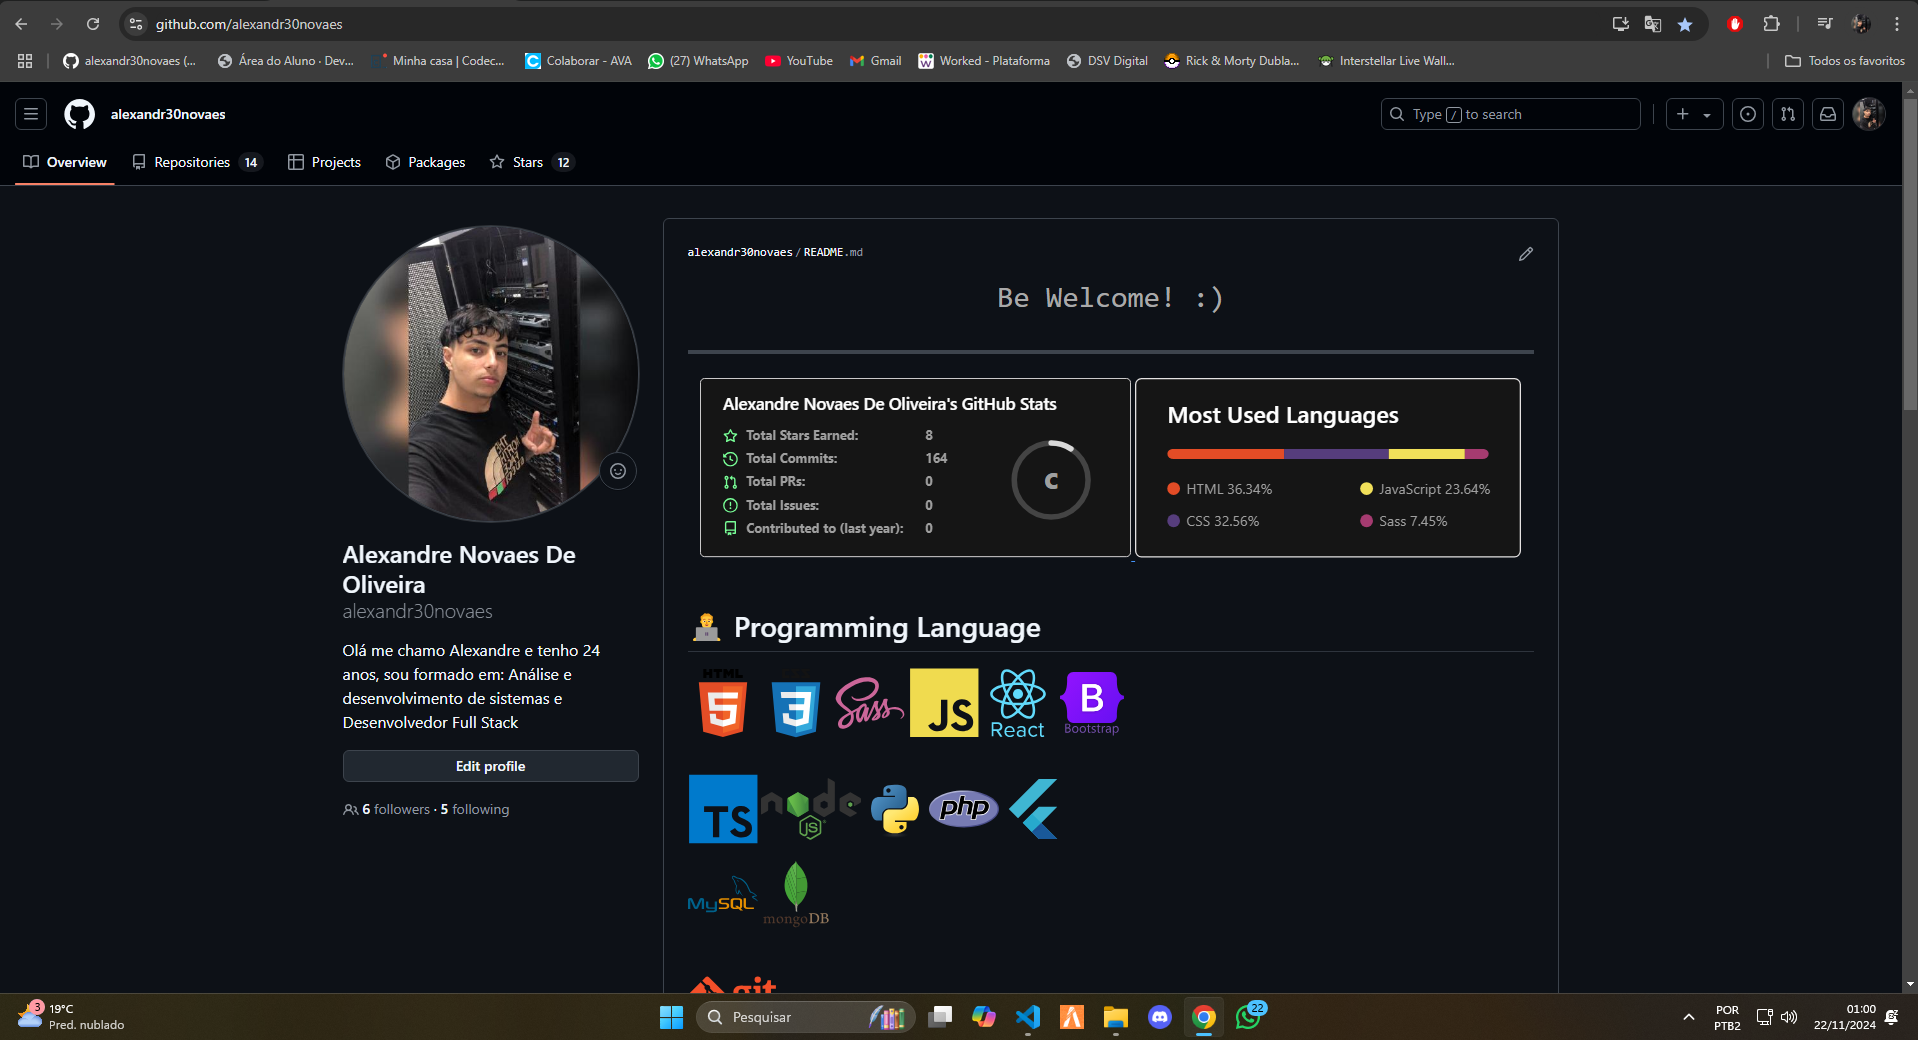 github.com/alexandr30novaes
alexandr30novaes (...
Área do Aluno · Dev...
Minha casa | Codec...
Colaborar - AVA
(27) WhatsApp
YouTube
Gmail
Worked - Plataforma
DSV Digital
Rick & Morty Dubla...
Interstellar Live Wall...
Todos os favoritos
alexandr30novaes
Type / to search
Overview
Repositories 14
Projects
Packages
Stars 12
alexandr30novaes / README.md
Be Welcome! :)
Alexandre Novaes De Oliveira's GitHub Stats
Total Stars Earned: 8
Total Commits: 164
Total PRs: 0
Total Issues: 0
Contributed to (last year): 0
C
Most Used Languages
HTML 36.34%
JavaScript 23.64%
CSS 32.56%
Sass 7.45%
Alexandre Novaes De
Oliveira
alexandr30novaes
Olá me chamo Alexandre e tenho 24
anos, sou formado em: Análise e
desenvolvimento de sistemas e
Desenvolvedor Full Stack
Edit profile
6 followers · 5 following
Programming Language
HTML
5
3
Sass
JS
React
B
Bootstrap
TS
node
JS
php
MySQL
mongoDB
git
3
19°C
Pred. nublado
Pesquisar
22
POR
PTB2
01:00
22/11/2024